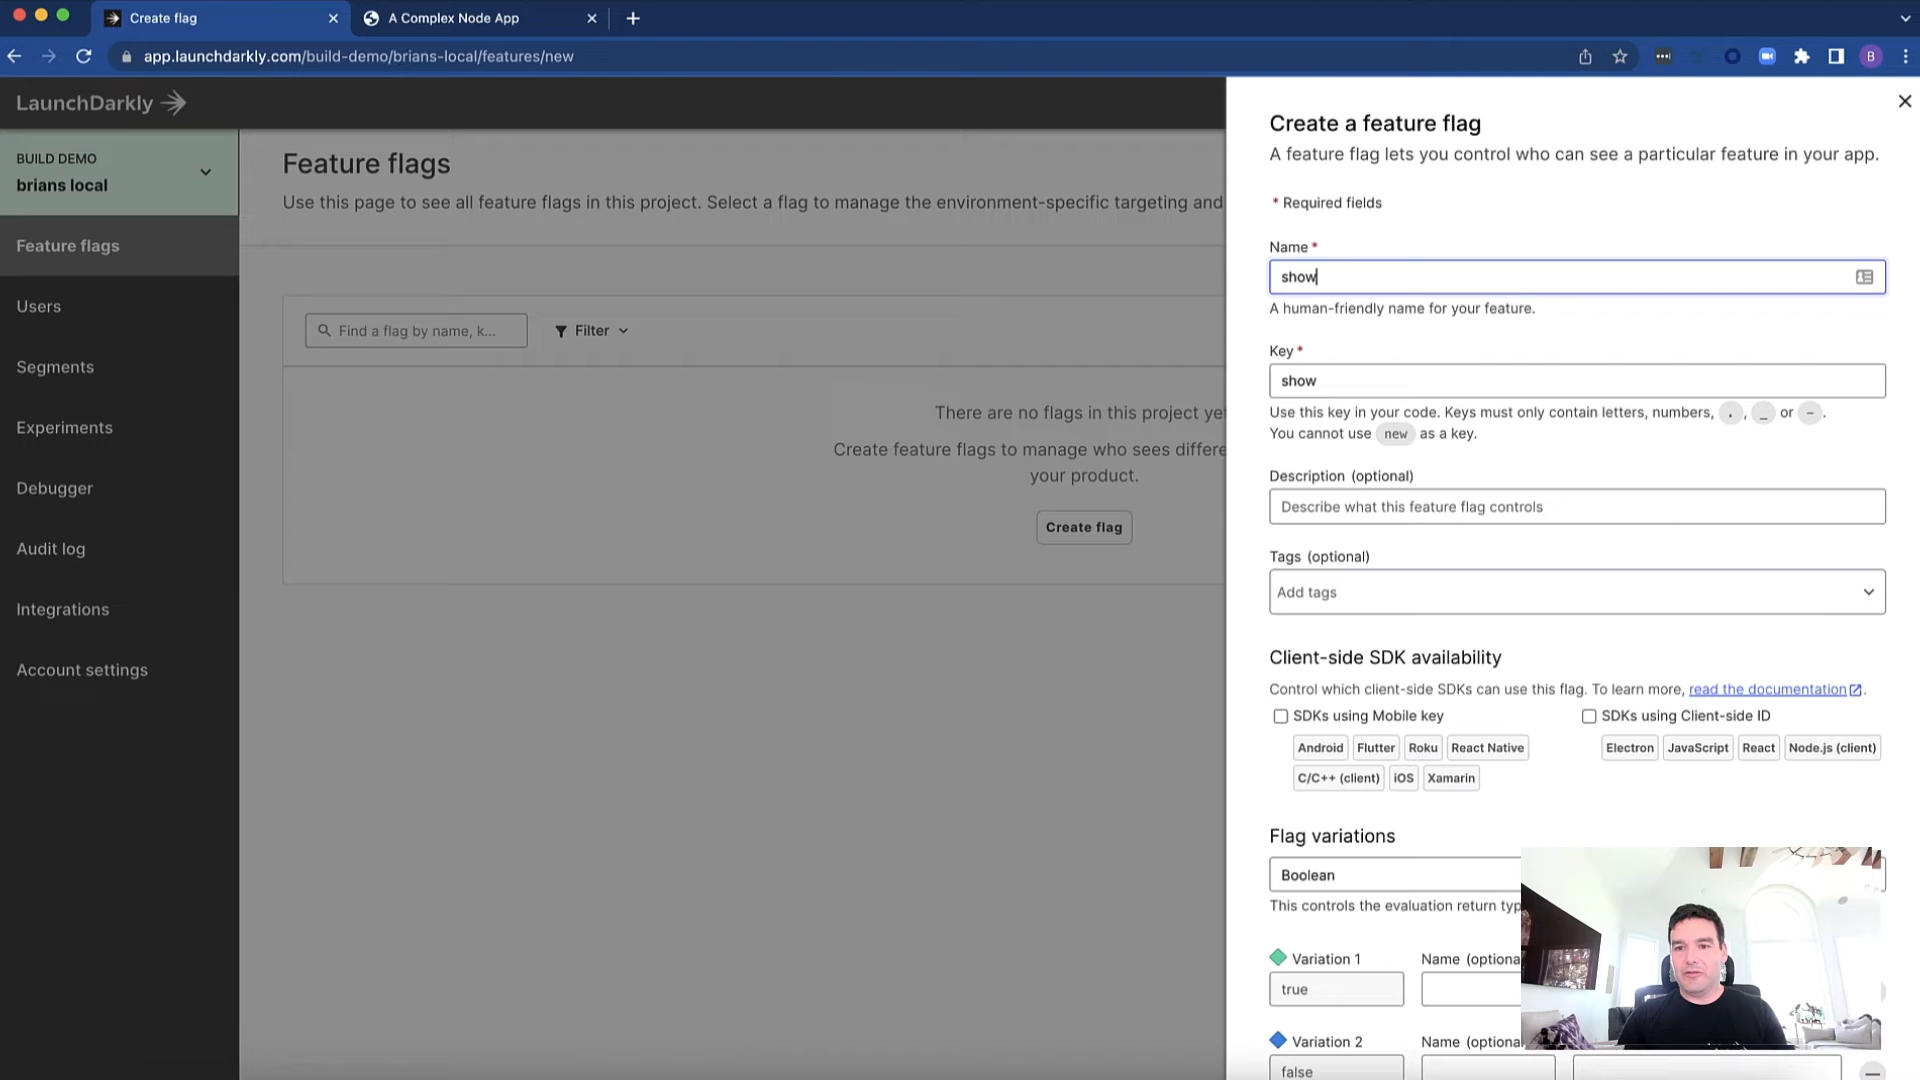 Create flag
A Complex Node App
app.launchdarkly.com/build-demo/brians-local/features/new
B
LaunchDarkly
BUILD DEMO
brians local
Feature flags
Users
Segments
Experiments
Debugger
Audit log
Integrations
Account settings
Feature flags
Use this page to see all feature flags in this project. Select a flag to manage the environment-specific targeting and
Find a flag by name, k...
Filter
There are no flags in this project ye
Create feature flags to manage who sees differe
your product.
Create flag
Create a feature flag
A feature flag lets you control who can see a particular feature in your app.
* Required fields
Name *
show
A human-friendly name for your feature.
Key *
show
Use this key in your code. Keys must only contain letters, numbers, . , _ or - .
You cannot use new as a key.
Description (optional)
Describe what this feature flag controls
Tags (optional)
Add tags
Client-side SDK availability
Control which client-side SDKs can use this flag. To learn more, read the documentation.
SDKs using Mobile key
Android Flutter Roku React Native
C/C++ (client) iOS Xamarin
SDKs using Client-side ID
Electron JavaScript React Node.js (client)
Flag variations
Boolean
This controls the evaluation return typ
Variation 1
Name (optiona
true
Variation 2
Name (optiona
false